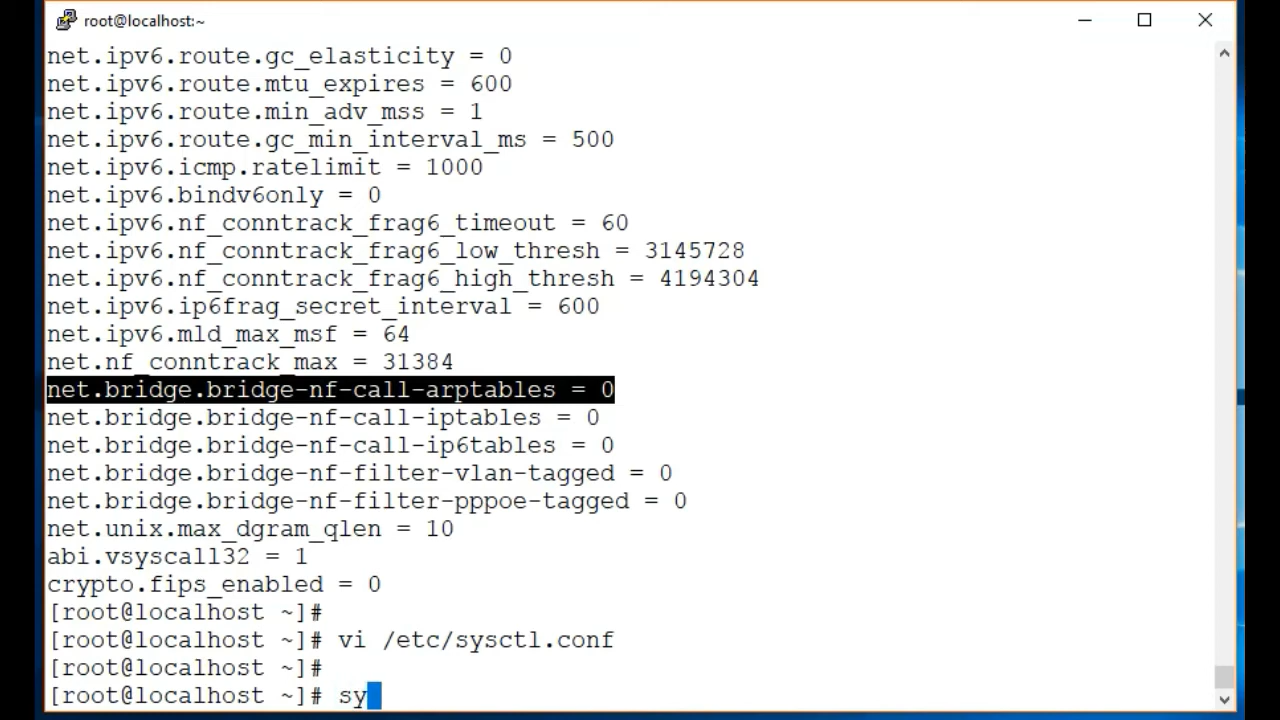 root@localhost:~
net.ipv6.route.gc_elasticity = 0
net.ipv6.route.mtu_expires = 600
net.ipv6.route.min_adv_mss = 1
net.ipv6.route.gc_min_interval_ms = 500
net.ipv6.icmp.ratelimit = 1000
net.ipv6.bindv6only = 0
net.ipv6.nf_conntrack_frag6_timeout = 60
net.ipv6.nf_conntrack_frag6_low_thresh = 3145728
net.ipv6.nf_conntrack_frag6_high_thresh = 4194304
net.ipv6.ip6frag_secret_interval = 600
net.ipv6.mld_max_msf = 64
net.nf_conntrack_max = 31384
net.bridge.bridge-nf-call-arptables = 0
net.bridge.bridge-nf-call-iptables = 0
net.bridge.bridge-nf-call-ip6tables = 0
net.bridge.bridge-nf-filter-vlan-tagged = 0
net.bridge.bridge-nf-filter-pppoe-tagged = 0
net.unix.max_dgram_qlen = 10
abi.vsyscall32 = 1
crypto.fips_enabled = 0
[root@localhost ~]#
[root@localhost ~]# vi /etc/sysctl.conf
[root@localhost ~]#
[root@localhost ~]# sy